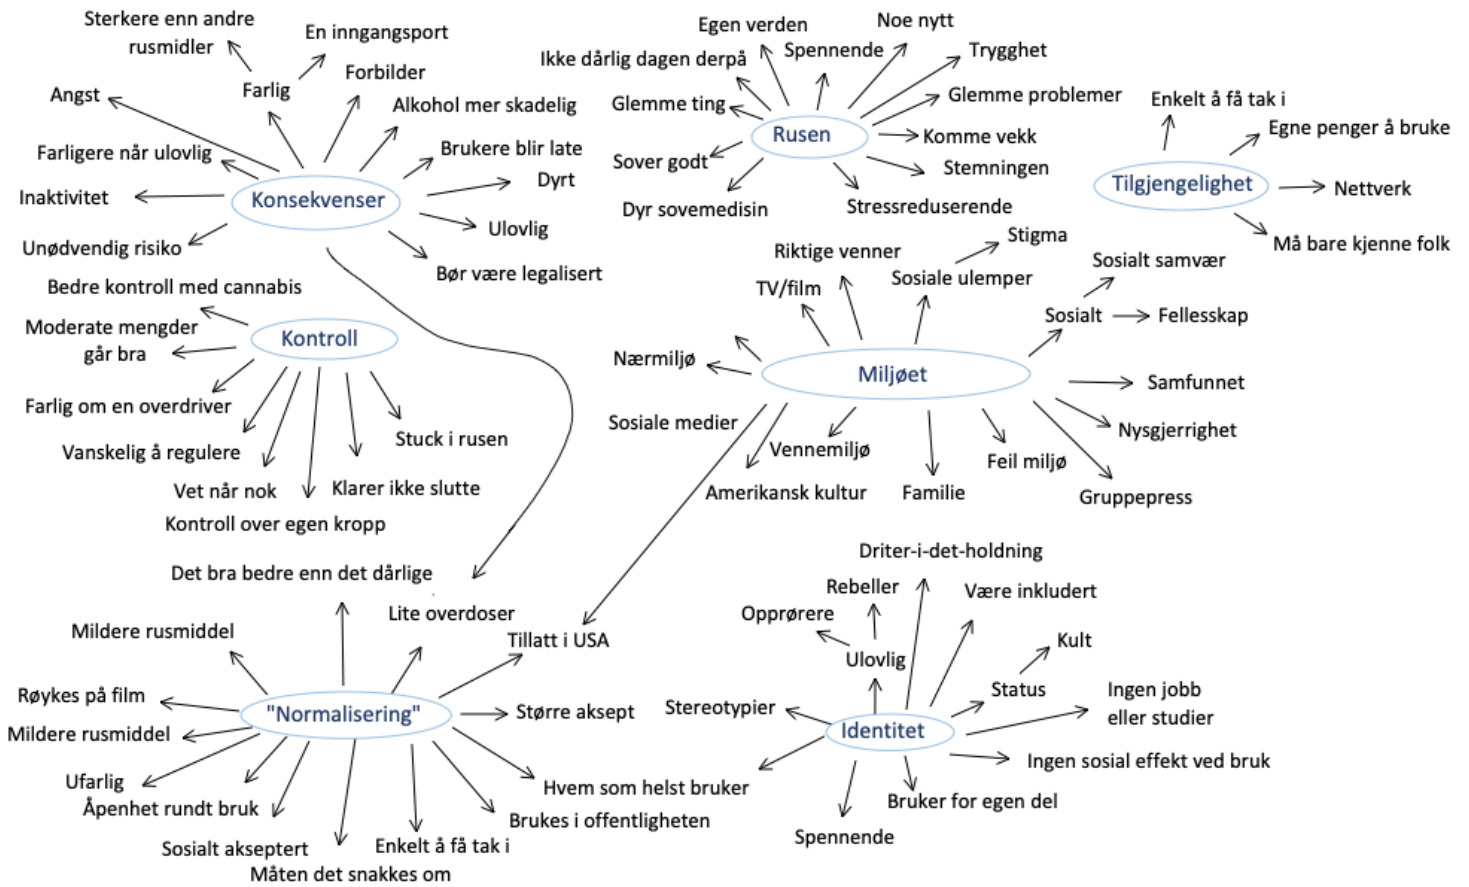 Sterkere enn andre
rusmidler
En inngangsport
Forbilder
Farlig
Angst
Alkohol mer skadelig
Farligere når ulovlig
Brukere blir late
Dyrt
Inaktivitet
Konsekvenser
Ulovlig
Unødvendig risiko
Bør være legalisert
Egen verden
Noe nytt
Ikke dårlig dagen derpå
Spennende
Trygghet
Glemme ting
Glemme problemer
Rusen
Komme vekk
Sover godt
Stemningen
Dyr sovemedisin
Stressreduserende
Enkelt å få tak i
Egne penger å bruke
Tilgjengelighet
Nettverk
Må bare kjenne folk
Bedre kontroll med cannabis
Moderate mengder
går bra
Kontroll
Farlig om en overdriver
Vanskelig å regulere
Stuck i rusen
Vet når nok
Klarer ikke slutte
Kontroll over egen kropp
Riktige venner
Stigma
Sosiale ulemper
Sosialt samvær
TV/film
Sosialt
Fellesskap
Nærmiljø
Miljøet
Samfunnet
Sosiale medier
Nysgjerrighet
Vennemiljø
Feil miljø
Amerikansk kultur
Familie
Gruppepress
Det bra bedre enn det dårlige
Lite overdoser
Mildere rusmiddel
Tillatt i USA
Røykes på film
"Normalisering"
Større aksept
Mildere rusmiddel
Ufarlig
Åpenhet rundt bruk
Hvem som helst bruker
Brukes i offentligheten
Sosialt akseptert
Enkelt å få tak i
Måten det snakkes om
Driter-i-det-holdning
Rebeller
Være inkludert
Opprørere
Kult
Ulovlig
Status
Ingen jobb
eller studier
Stereotypier
Identitet
Ingen sosial effekt ved bruk
Bruker for egen del
Spennende